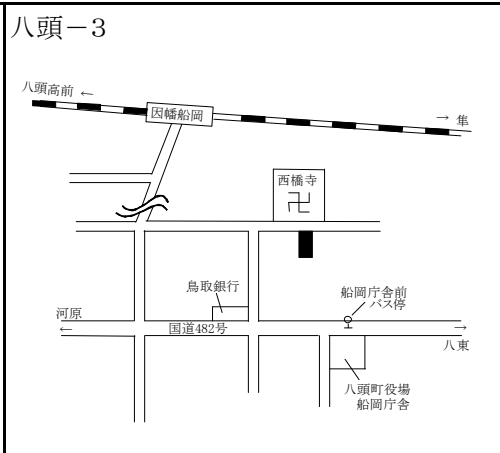 八頭－3
八頭高前 ←
因幡船岡
→ 隼
西橋寺
卍
鳥取銀行
船岡庁舎前
バス停
河原
←
国道482号
→
八東
八頭町役場
船岡庁舎